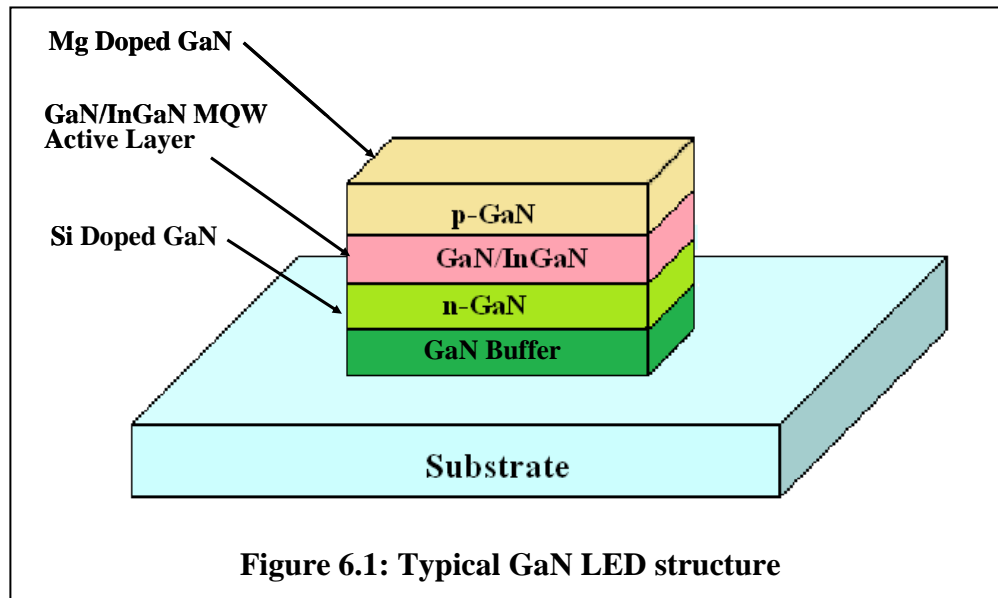 Mg Doped GaN
GaN/InGaN MQW
Active Layer
Si Doped GaN
p-GaN
GaN/InGaN
n-GaN
GaN Buffer
Substrate
Figure 6.1: Typical GaN LED structure